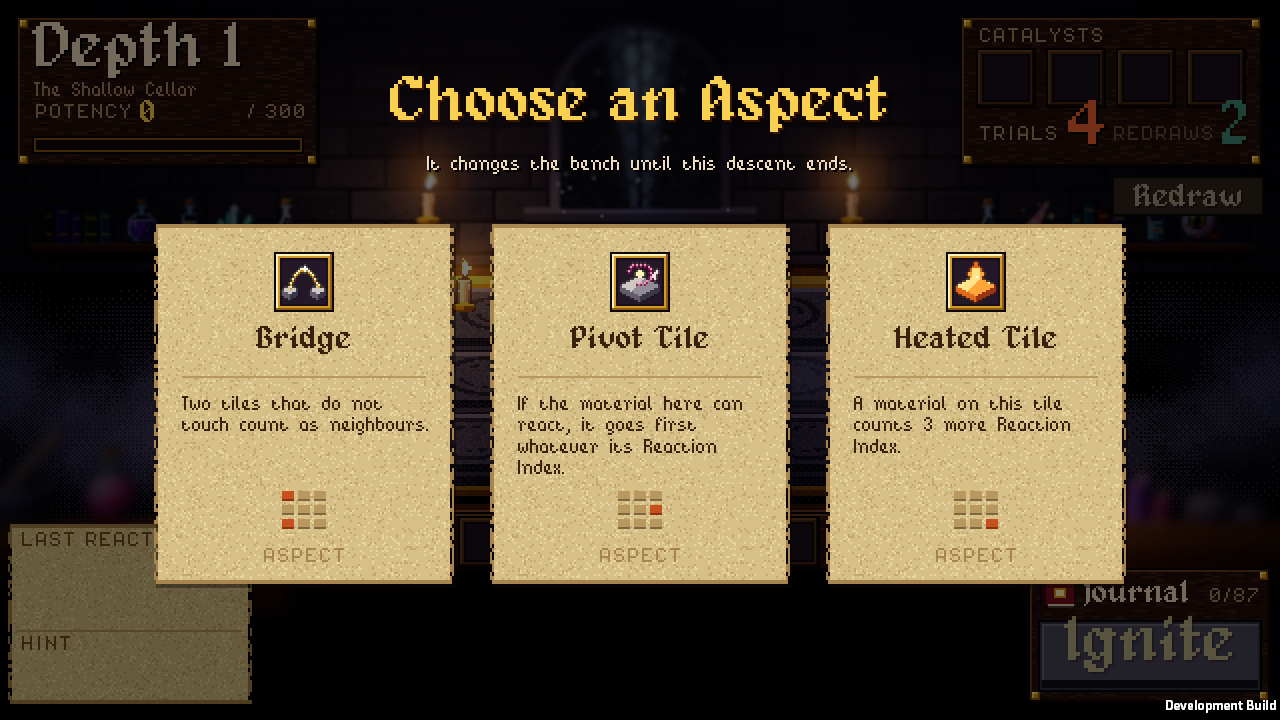 Depth 1
The Shallow Cellar
POTENCY 0 / 300
Choose an Aspect
It changes the bench until this descent ends.
CATALYSTS
TRIALS 4 REDRAWS 2
Redraw
Bridge
Two tiles that do not
touch count as neighbours.
ASPECT
Pivot Tile
If the material here can
react, it goes first
whatever its Reaction
Index.
ASPECT
Heated Tile
A material on this tile
counts 3 more Reaction
Index.
ASPECT
LAST REACT
HINT
Journal 0/87
Ignite
Development Build